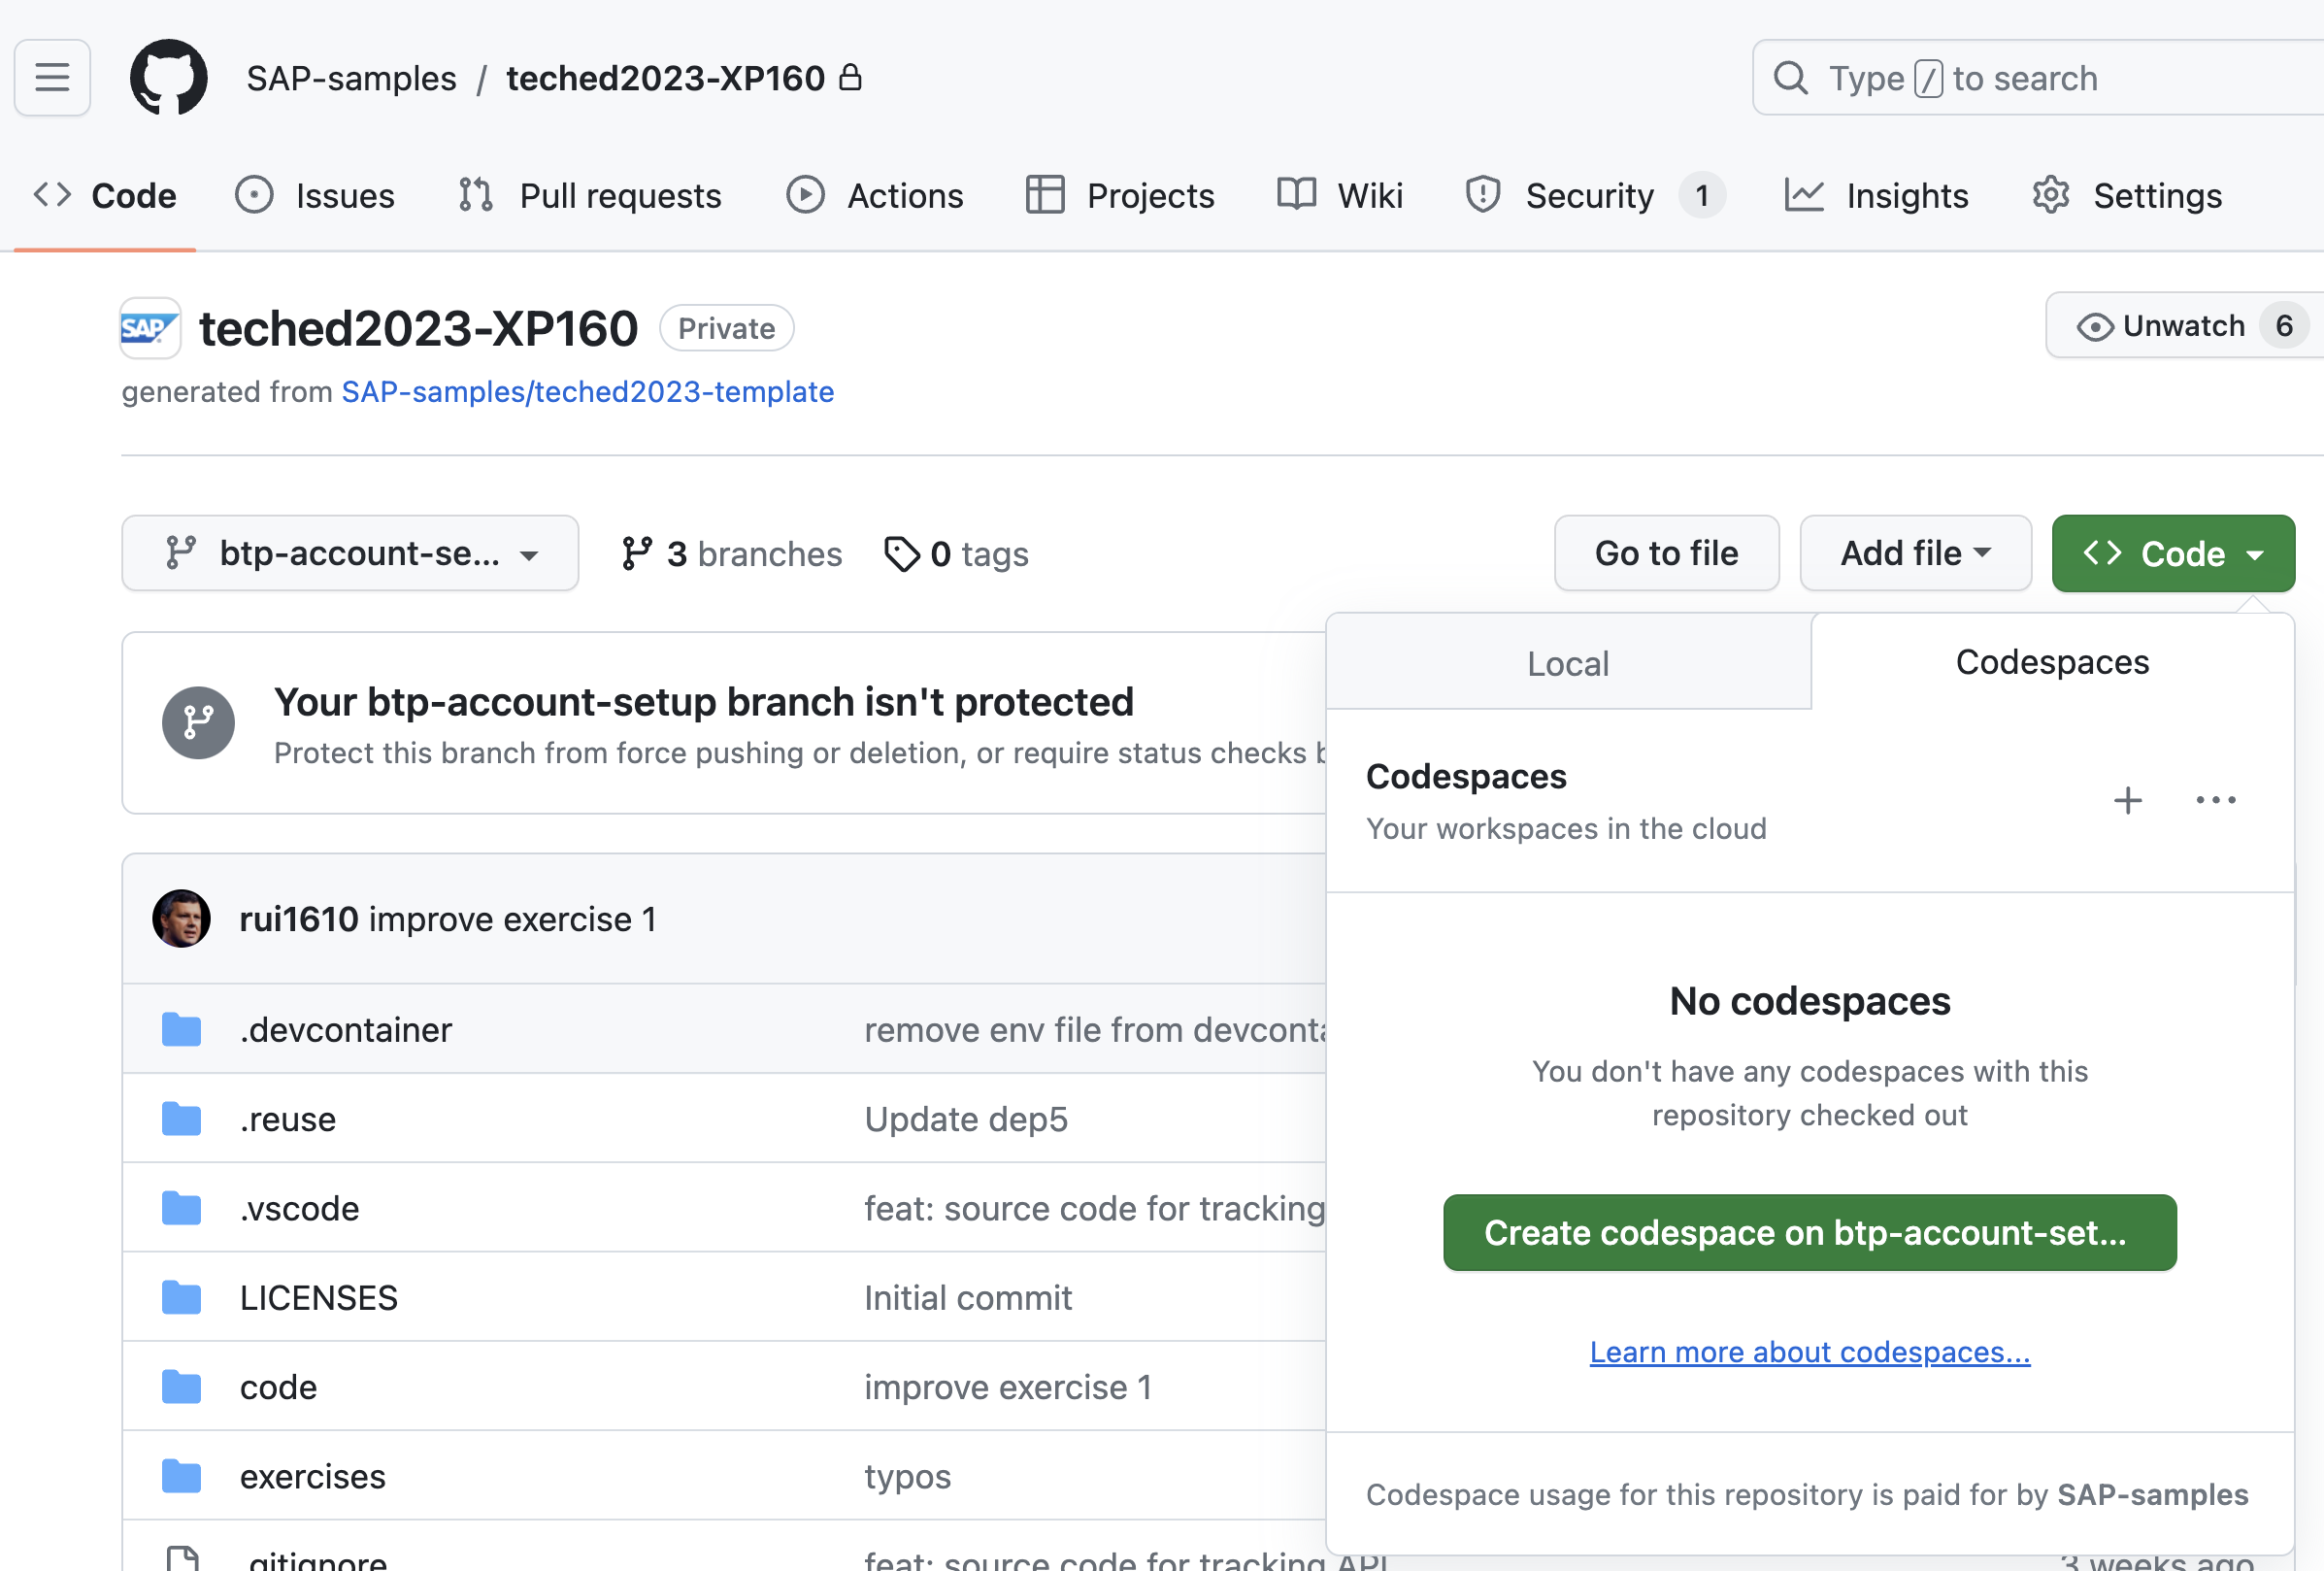 SAP-samples / teched2023-XP160
Type / to search
Code Issues Pull requests Actions Projects Wiki Security 1 Insights Settings
SAP teched2023-XP160 Private
Unwatch 6
generated from SAP-samples/teched2023-template
btp-account-se... 3 branches 0 tags
Go to file Add file Code
Your btp-account-setup branch isn't protected
Protect this branch from force pushing or deletion, or require status checks
rui1610 improve exercise 1
.devcontainer remove env file from devconta
.reuse Update dep5
.vscode feat: source code for tracking
LICENSES Initial commit
code improve exercise 1
exercises typos
.gitignore feat: source code for tracking API 3 weeks ago
Local Codespaces
Codespaces
Your workspaces in the cloud
No codespaces
You don't have any codespaces with this
repository checked out
Create codespace on btp-account-set...
Learn more about codespaces...
Codespace usage for this repository is paid for by SAP-samples